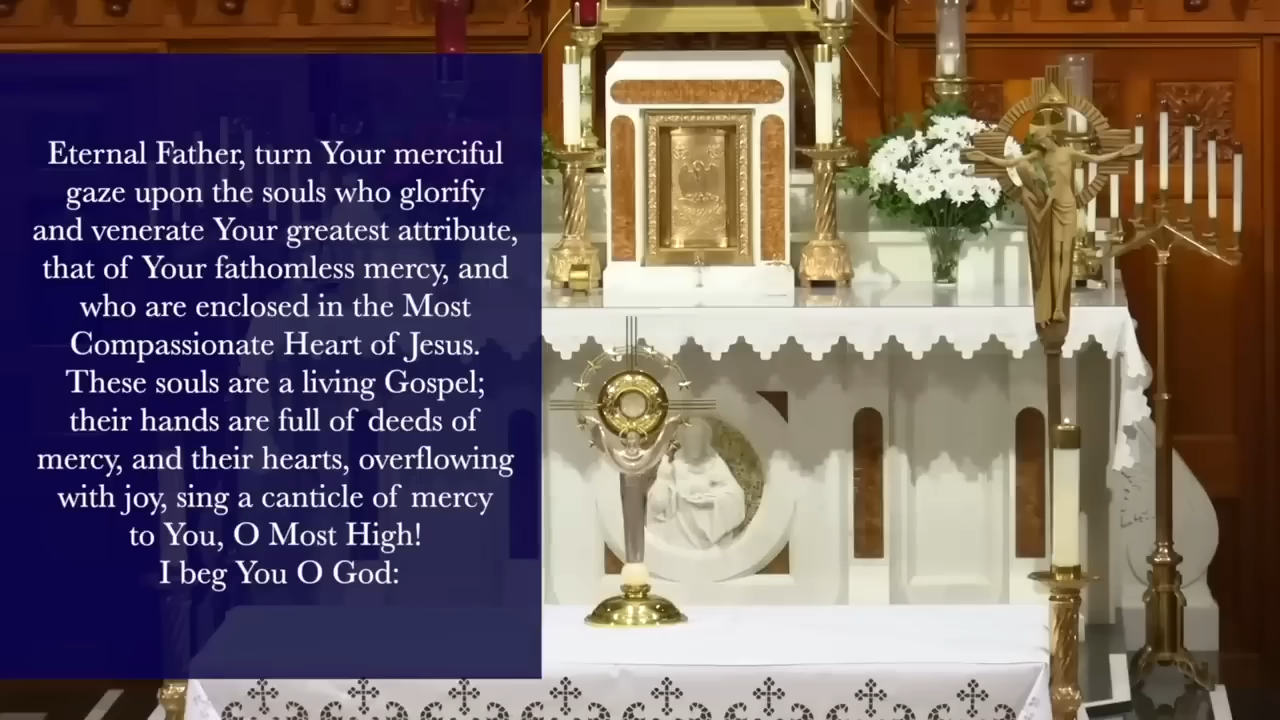 Eternal Father, turn Your merciful
gaze upon the souls who glorify
and venerate Your greatest attribute,
that of Your fathomless mercy, and
who are enclosed in the Most
Compassionate Heart of Jesus.
These souls are a living Gospel;
their hands are full of deeds of
mercy, and their hearts, overflowing
with joy, sing a canticle of mercy
to You, O Most High!
I beg You O God: